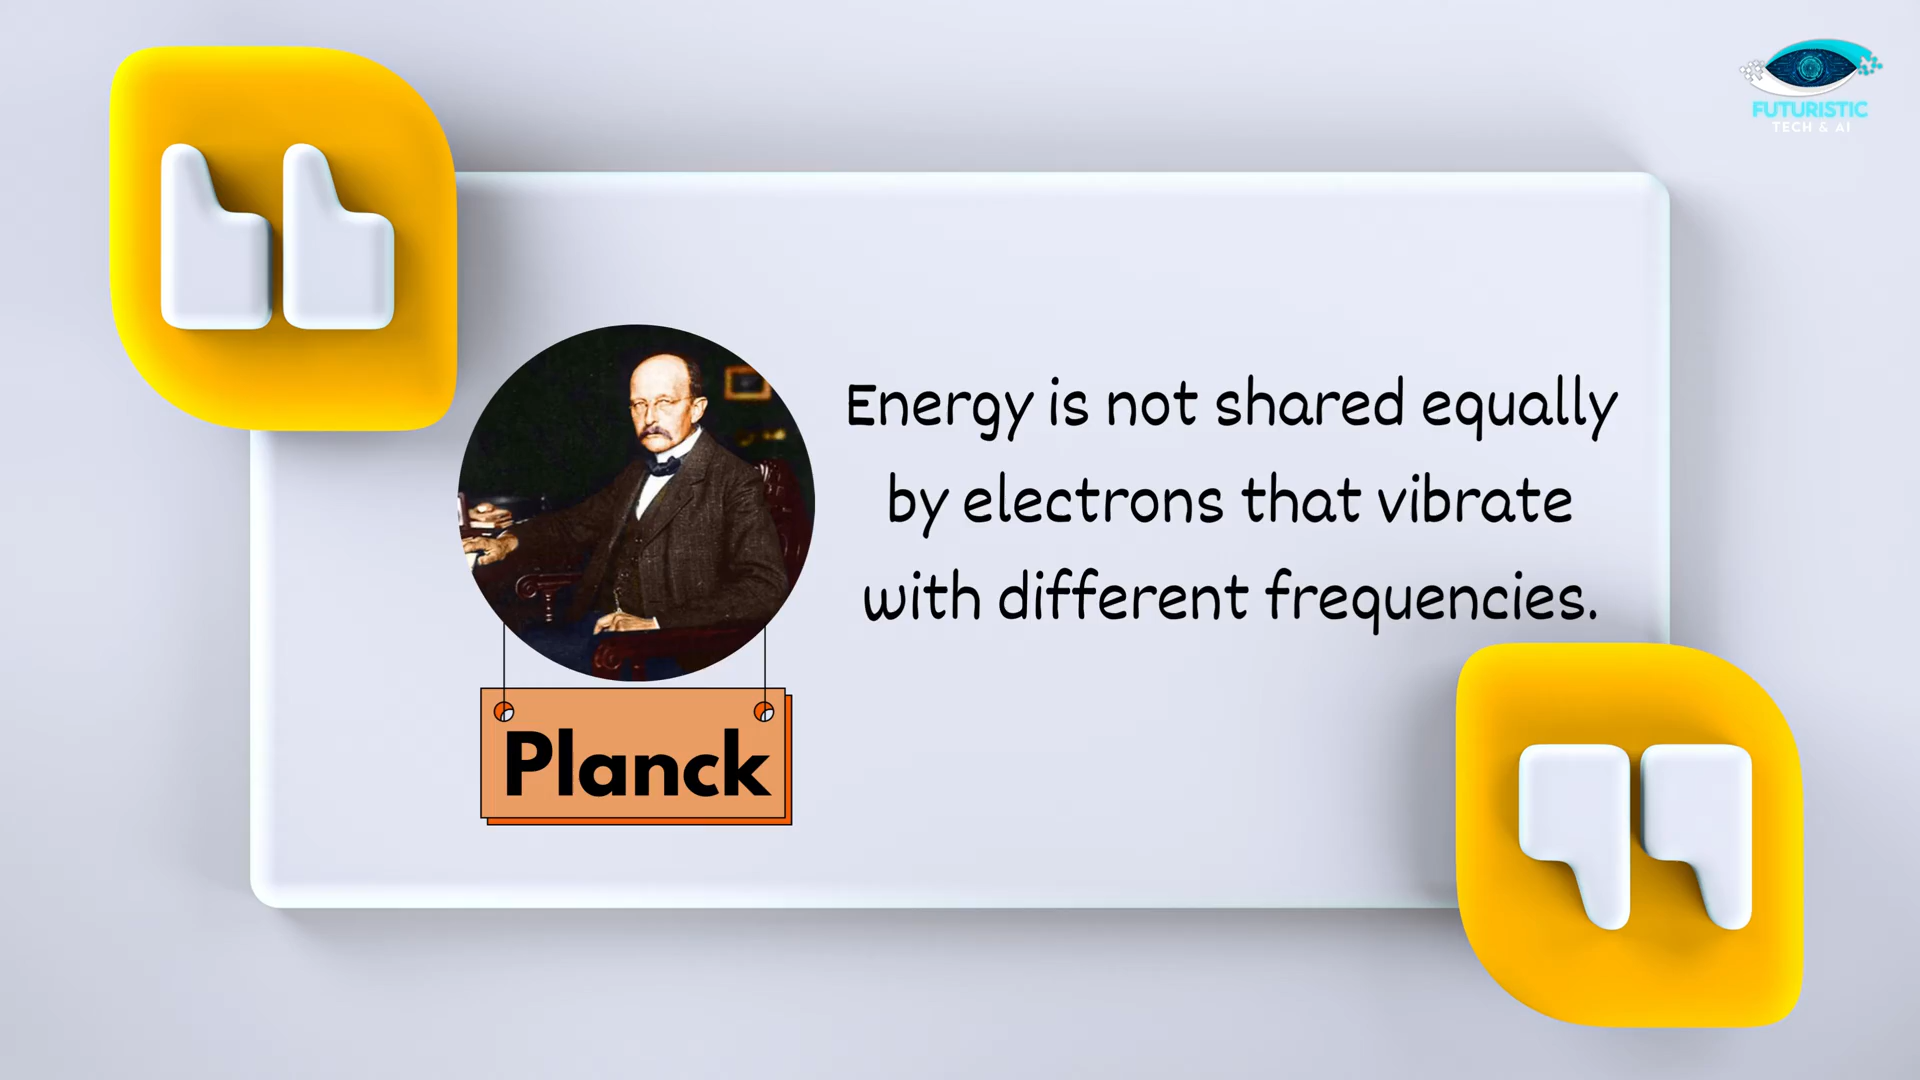 FUTURISTIC
TECH & AI
Energy is not shared equally
by electrons that vibrate
with different frequencies.
Planck